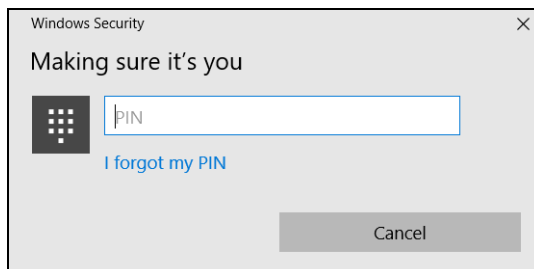 Windows Security
Making sure it’s you
PIN
I forgot my PIN
Cancel